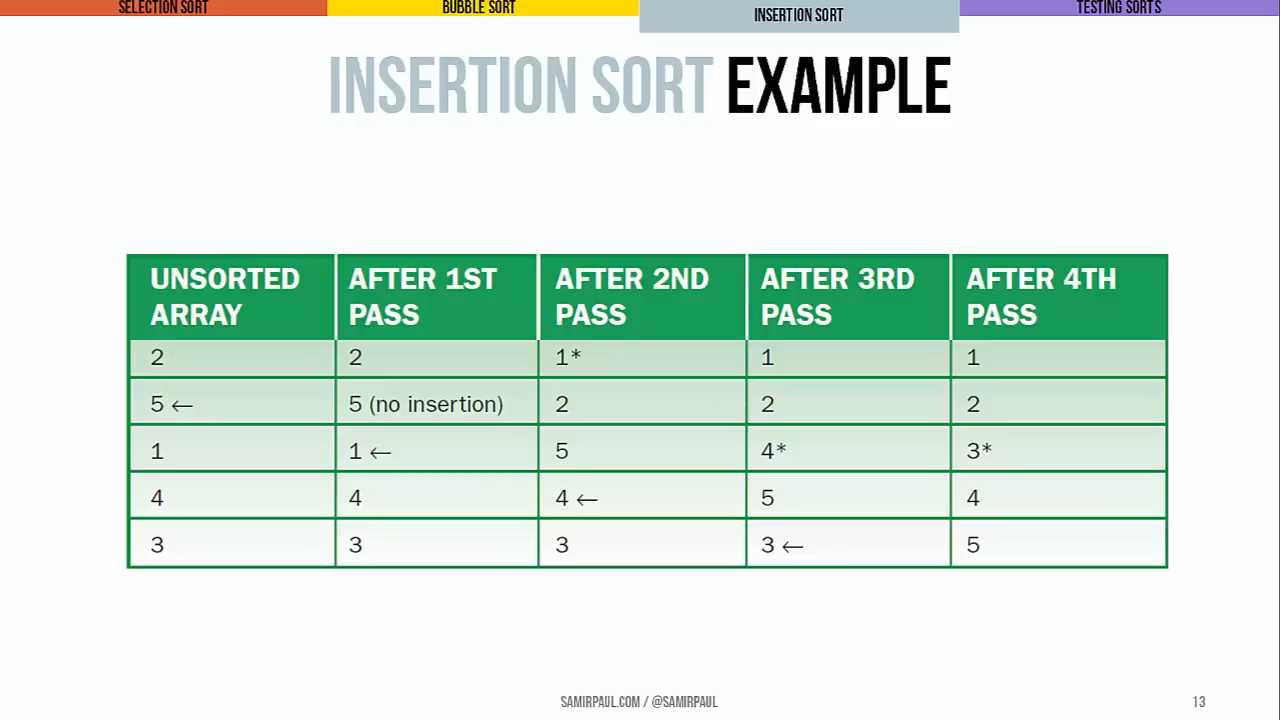 SELECTION SORT BUBBLE SORT INSERTION SORT TESTING SORTS
INSERTION SORT EXAMPLE
UNSORTED ARRAY AFTER 1ST PASS AFTER 2ND PASS AFTER 3RD PASS AFTER 4TH PASS
2 2 1* 1 1
5 ← 5 (no insertion) 2 2 2
1 1 ← 5 4* 3*
4 4 4 ← 5 4
3 3 3 3 ← 5
SAMIRPAUL.COM / @SAMIRPAUL 13